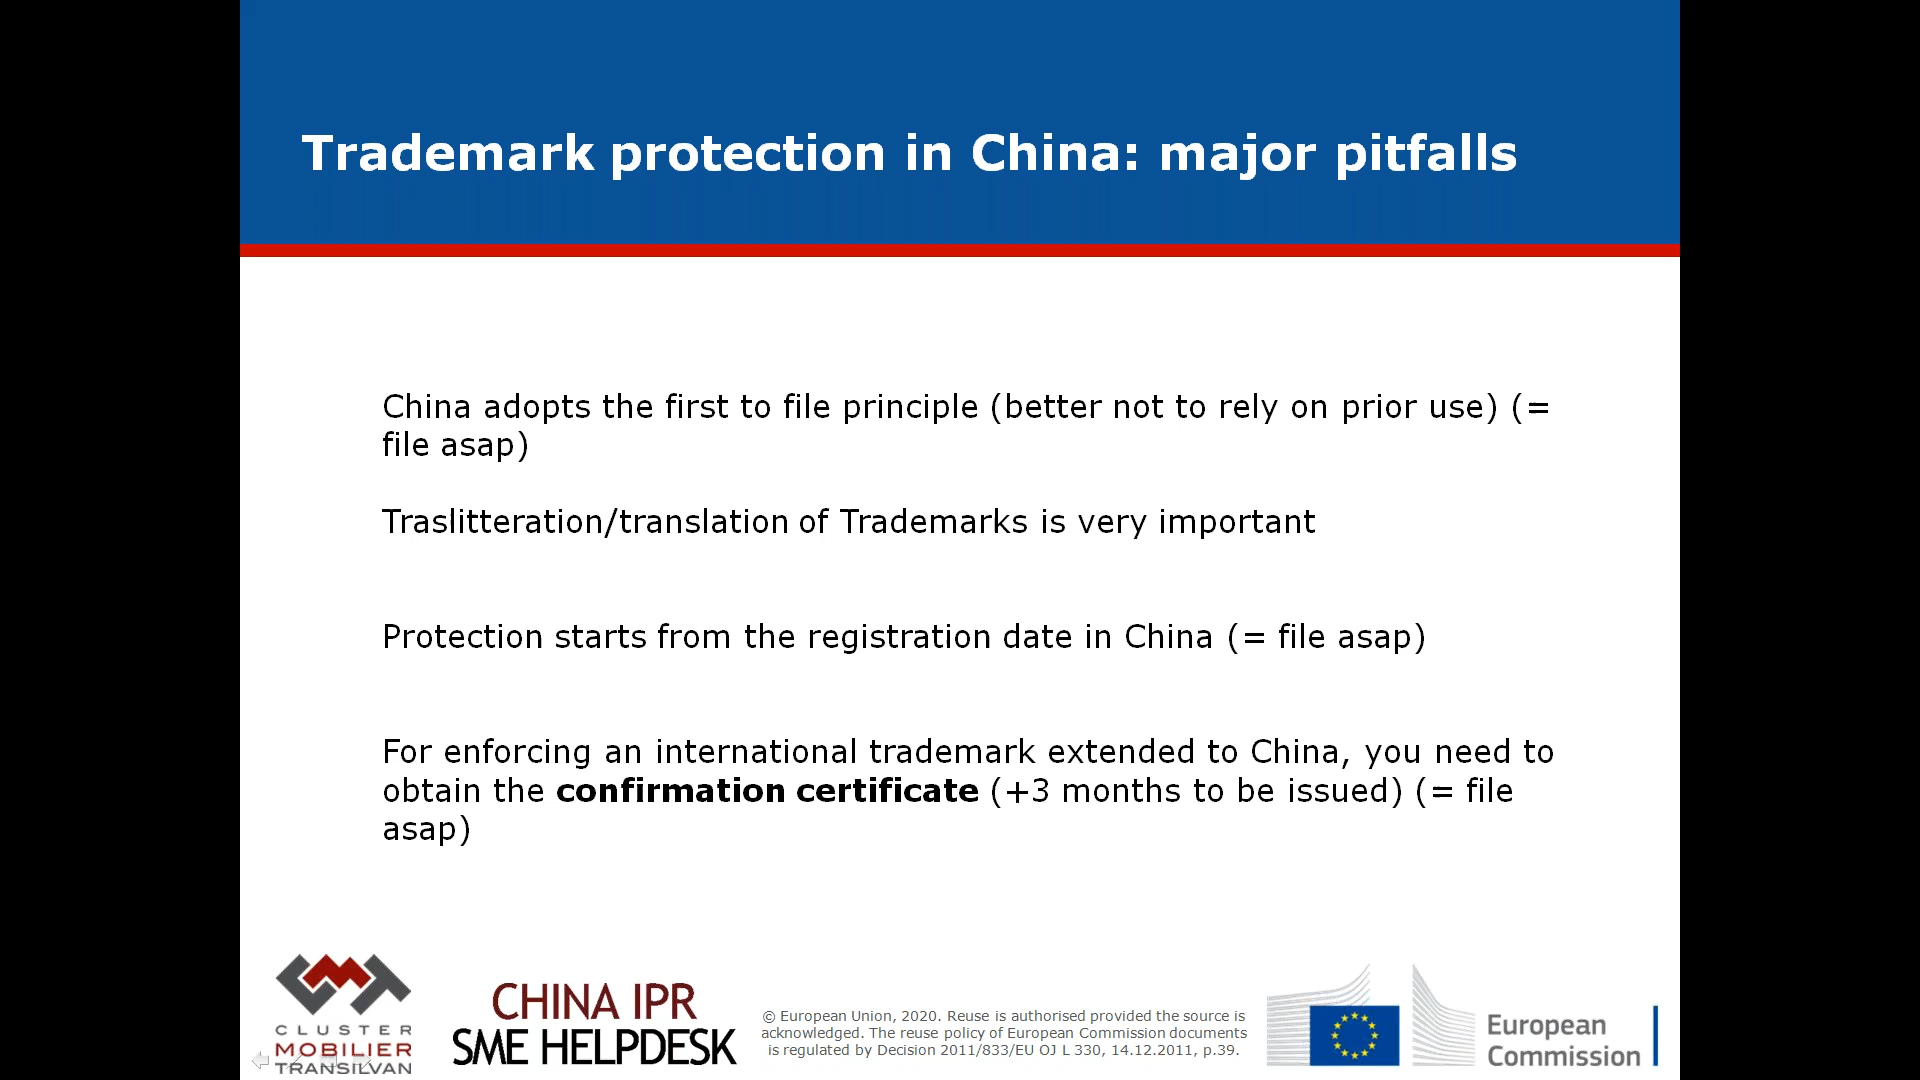 Trademark protection in China: major pitfalls
China adopts the first to file principle (better not to rely on prior use) (=
file asap)
Traslitteration/translation of Trademarks is very important
Protection starts from the registration date in China (= file asap)
For enforcing an international trademark extended to China, you need to
obtain the confirmation certificate (+3 months to be issued) (= file
asap)
CLUSTER
MOBILIER
TRANSILVAN
CHINA IPR
SME HELPDESK
© European Union, 2020. Reuse is authorised provided the source is
acknowledged. The reuse policy of European Commission documents
is regulated by Decision 2011/833/EU OJ L 330, 14.12.2011, p.39.
European
Commission